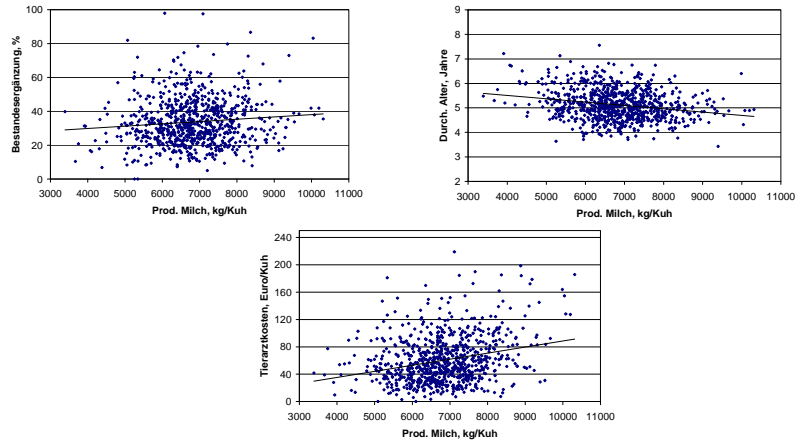 Bestandesergänzung, %
100
80
60
40
20
0
3000 4000 5000 6000 7000 8000 9000 10000 11000
Prod. Milch, kg/Kuh
Durch. Alter, Jahre
9
8
7
6
5
4
3
2
3000 4000 5000 6000 7000 8000 9000 10000 11000
Prod. Milch, kg/Kuh
Tierarztkosten, Euro/Kuh
240
200
160
120
80
40
0
3000 4000 5000 6000 7000 8000 9000 10000 11000
Prod. Milch, kg/Kuh